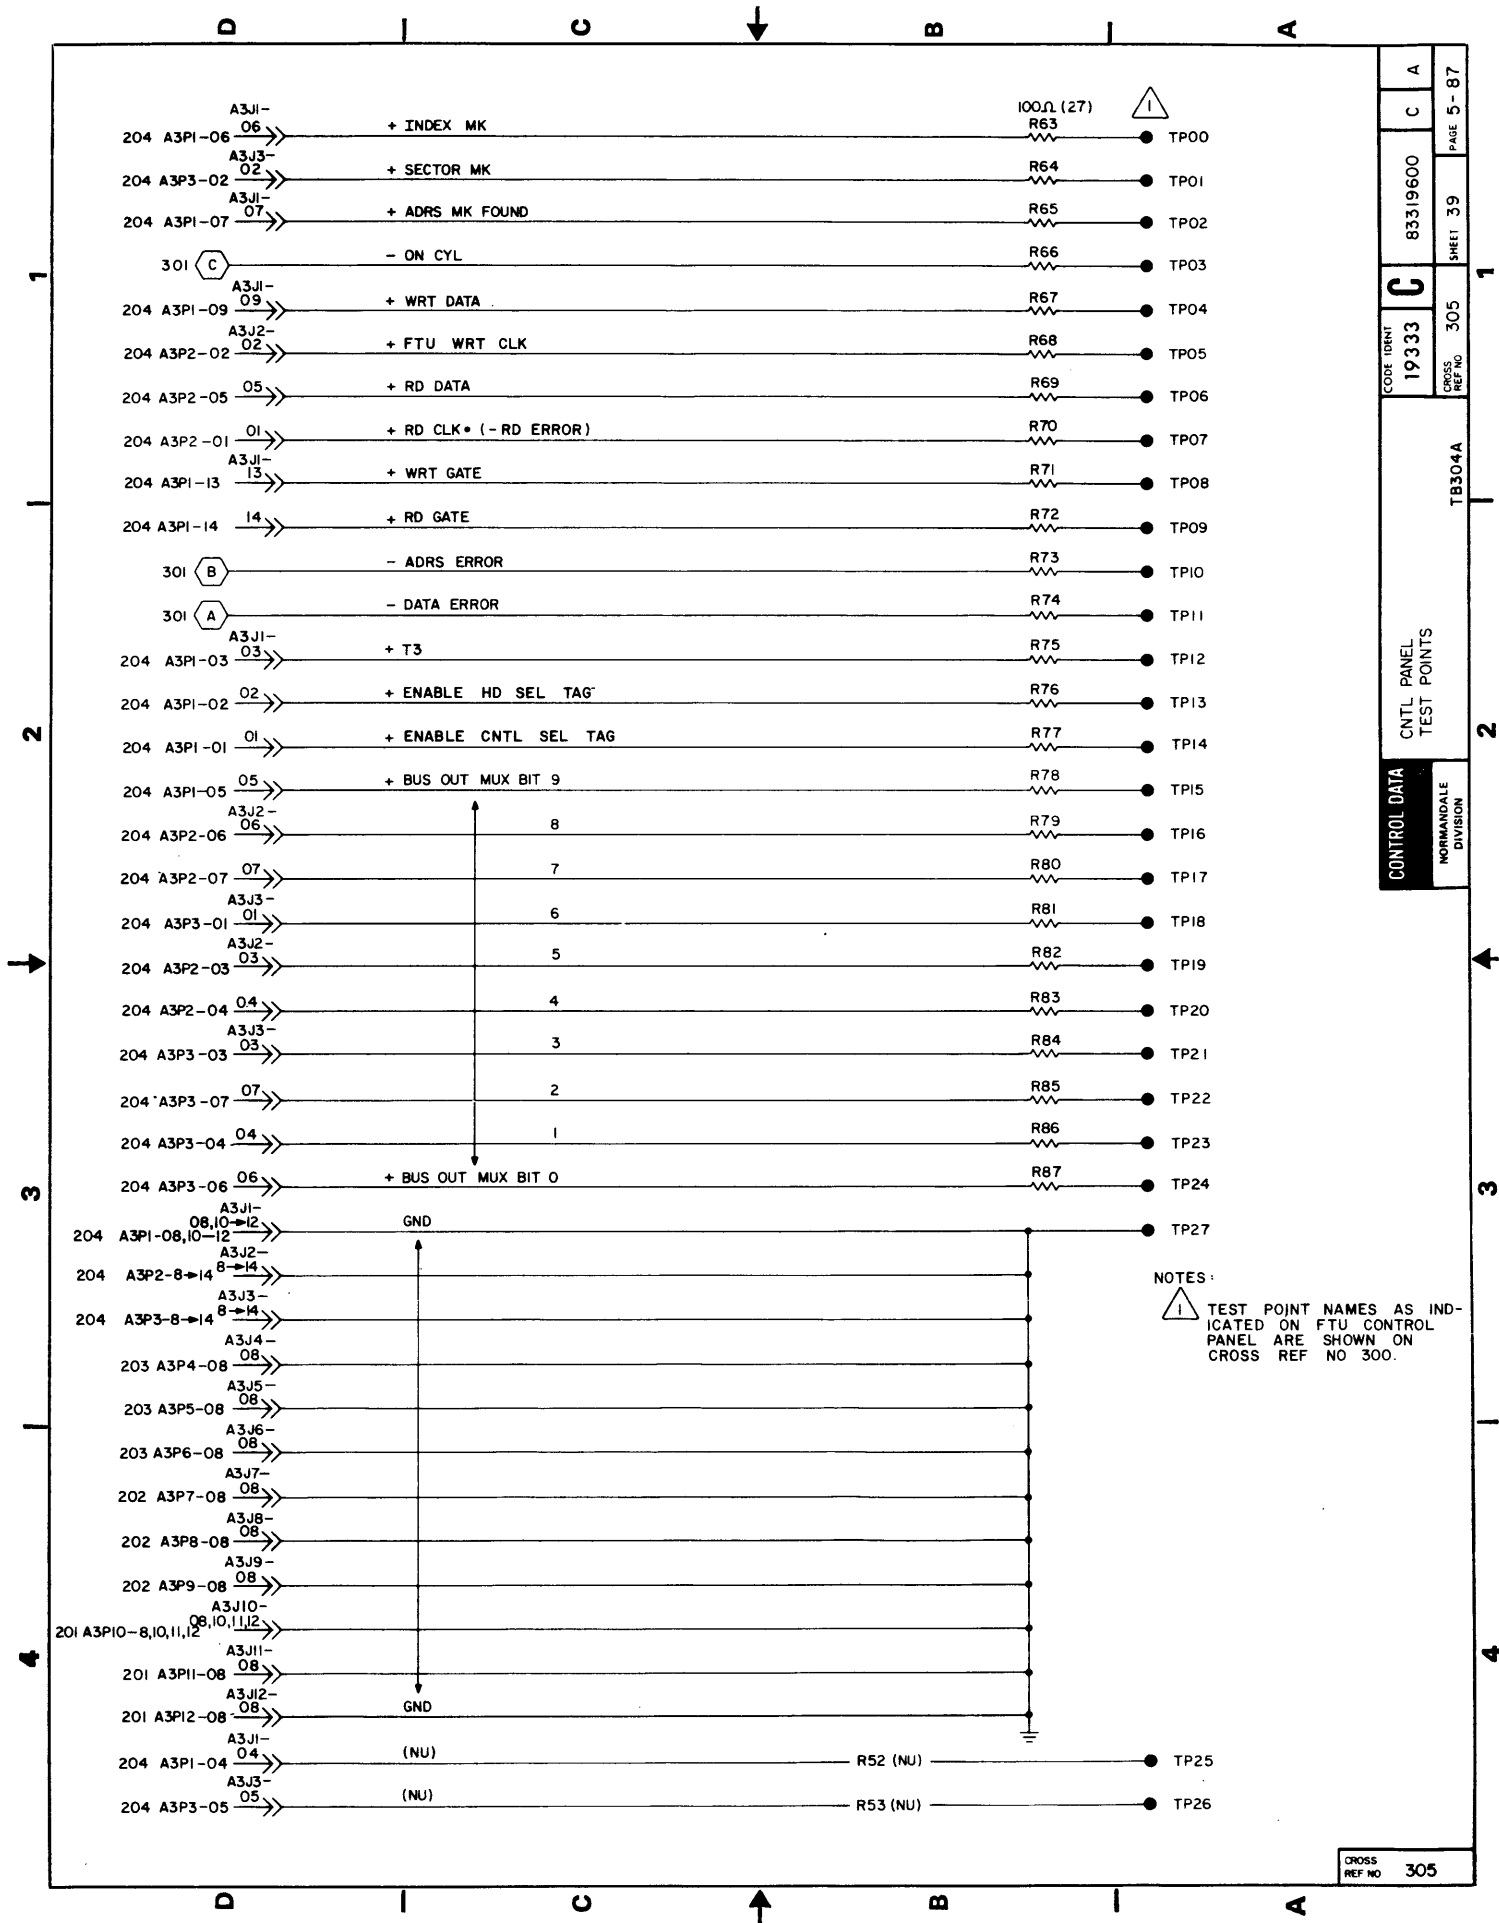 D C B A
A3J1-
204 A3P1-06 06 + INDEX MK 100Ω (27) R63 1 TP00
A3J3-
204 A3P3-02 02 + SECTOR MK R64 TP01
A3J1-
204 A3P1-07 07 + ADRS MK FOUND R65 TP02
301 C - ON CYL R66 TP03
A3J1-
204 A3P1-09 09 + WRT DATA R67 TP04
A3J2-
204 A3P2-02 02 + FTU WRT CLK R68 TP05
204 A3P2-05 05 + RD DATA R69 TP06
204 A3P2-01 01 + RD CLK• (-RD ERROR) R70 TP07
A3J1-
204 A3P1-13 13 + WRT GATE R71 TP08
204 A3P1-14 14 + RD GATE R72 TP09
301 B - ADRS ERROR R73 TP10
301 A - DATA ERROR R74 TP11
A3J1-
204 A3P1-03 03 + T3 R75 TP12
204 A3P1-02 02 + ENABLE HD SEL TAG R76 TP13
204 A3P1-01 01 + ENABLE CNTL SEL TAG R77 TP14
204 A3P1-05 05 + BUS OUT MUX BIT 9 R78 TP15
A3J2-
204 A3P2-06 06 8 R79 TP16
204 A3P2-07 07 7 R80 TP17
A3J3-
204 A3P3-01 01 6 R81 TP18
A3J2-
204 A3P2-03 03 5 R82 TP19
204 A3P2-04 04 4 R83 TP20
A3J3-
204 A3P3-03 03 3 R84 TP21
204 A3P3-07 07 2 R85 TP22
204 A3P3-04 04 1 R86 TP23
204 A3P3-06 06 + BUS OUT MUX BIT 0 R87 TP24
A3J1-
204 A3P1-08,10-12 08,10→12 GND TP27
A3J2-
204 A3P2-8→14 8→14
A3J3-
204 A3P3-8→14 8→14
A3J4-
203 A3P4-08 08
A3J5-
203 A3P5-08 08
A3J6-
203 A3P6-08 08
A3J7-
202 A3P7-08 08
A3J8-
202 A3P8-08 08
A3J9-
202 A3P9-08 08
A3J10-
201 A3P10-8,10,11,12 08,10,11,12
A3J11-
201 A3P11-08 08
A3J12-
201 A3P12-08 08 GND
A3J1-
204 A3P1-04 04 (NU) R52 (NU) TP25
A3J3-
204 A3P3-05 05 (NU) R53 (NU) TP26
NOTES:
1 TEST POINT NAMES AS IND-
ICATED ON FTU CONTROL
PANEL ARE SHOWN ON
CROSS REF NO 300.
CONTROL DATA
NORMANDALE
DIVISION
CNTL PANEL
TEST POINTS
TB304A
CODE IDENT
19333
C
83319600
C
A
CROSS
REF NO
305
SHEET 39
PAGE 5-87
1
2
3
4
1
2
3
4
CROSS
REF NO 305
D C B A